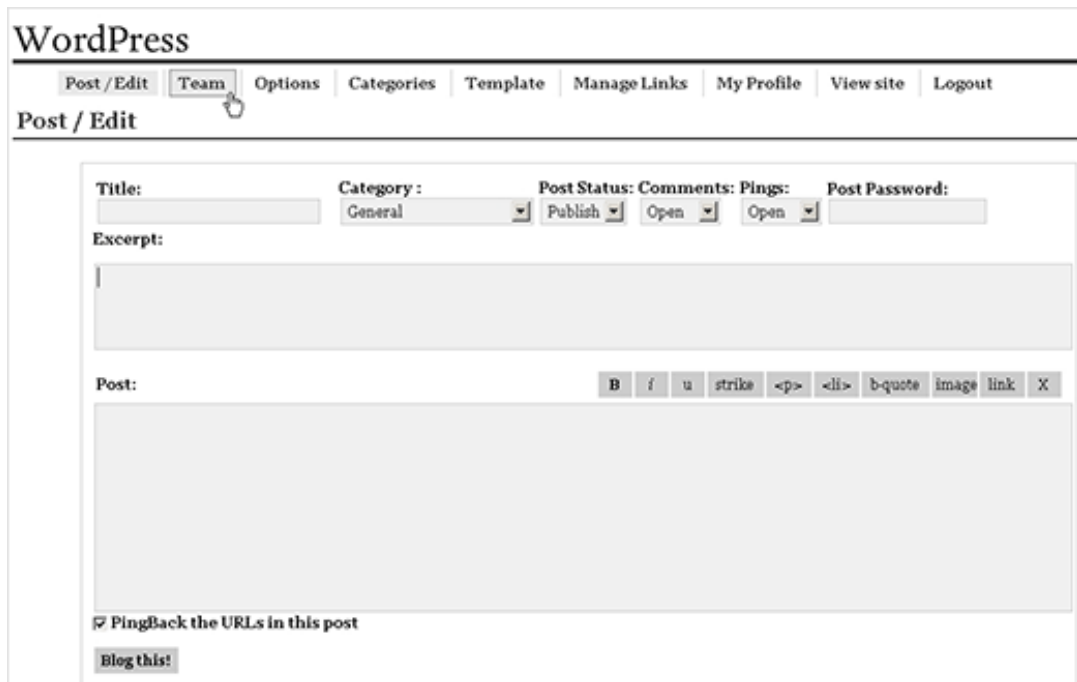 WordPress
Post / Edit Team Options Categories Template Manage Links My Profile View site Logout
Post / Edit
Title: Category : Post Status: Comments: Pings: Post Password:
General Publish Open Open
Excerpt:
Post: B i u strike <p> <li> b-quote image link X
PingBack the URLs in this post
Blog this!